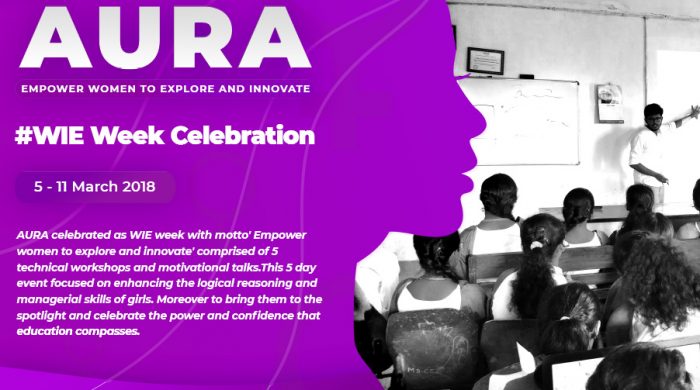 AURA
EMPOWER WOMEN TO EXPLORE AND INNOVATE
#WIE Week Celebration
5 - 11 March 2018
AURA celebrated as WIE week with motto' Empower
women to explore and innovate' comprised of 5
technical workshops and motivational talks.This 5 day
event focused on enhancing the logical reasoning and
managerial skills of girls. Moreover to bring them to the
spotlight and celebrate the power and confidence that
education compasses.